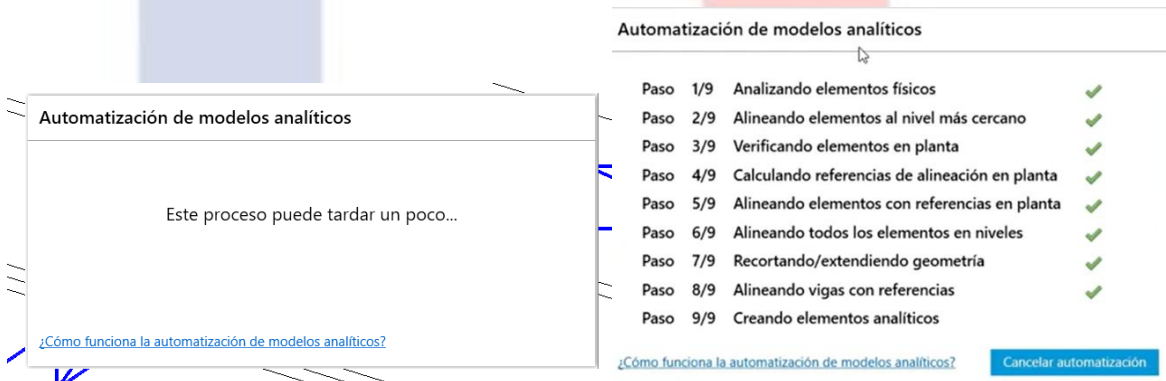 Automatización de modelos analíticos
Este proceso puede tardar un poco...
¿Cómo funciona la automatización de modelos analíticos?
Automatización de modelos analíticos
Paso 1/9 Analizando elementos físicos
Paso 2/9 Alineando elementos al nivel más cercano
Paso 3/9 Verificando elementos en planta
Paso 4/9 Calculando referencias de alineación en planta
Paso 5/9 Alineando elementos con referencias en planta
Paso 6/9 Alineando todos los elementos en niveles
Paso 7/9 Recortando/extendiendo geometría
Paso 8/9 Alineando vigas con referencias
Paso 9/9 Creando elementos analíticos
¿Cómo funciona la automatización de modelos analíticos? Cancelar automatización